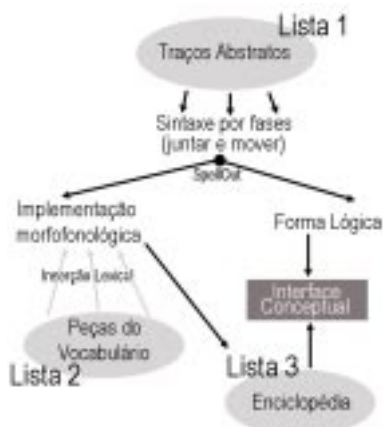 Lista 1
Traços Abstratos
Sintaxe por fases
(juntar e mover)
SpellOut
Implementação
morfofonológica
Forma Lógica
Inserção Lexical
Interface
Conceptual
Peças do
Vocabulário
Lista 2
Lista 3
Enciclopédia